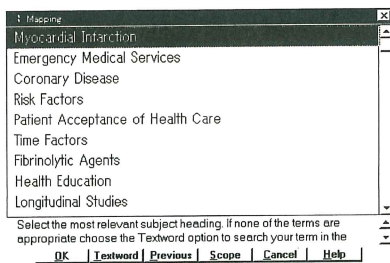 Mapping
Myocardial Infarction
Emergency Medical Services
Coronary Disease
Risk Factors
Patient Acceptance of Health Care
Time Factors
Fibrinolytic Agents
Health Education
Longitudinal Studies
Select the most relevant subject heading. If none of the terms are
appropriate choose the Textword option to search your term in the
OK Textword Previous Scope Cancel Help